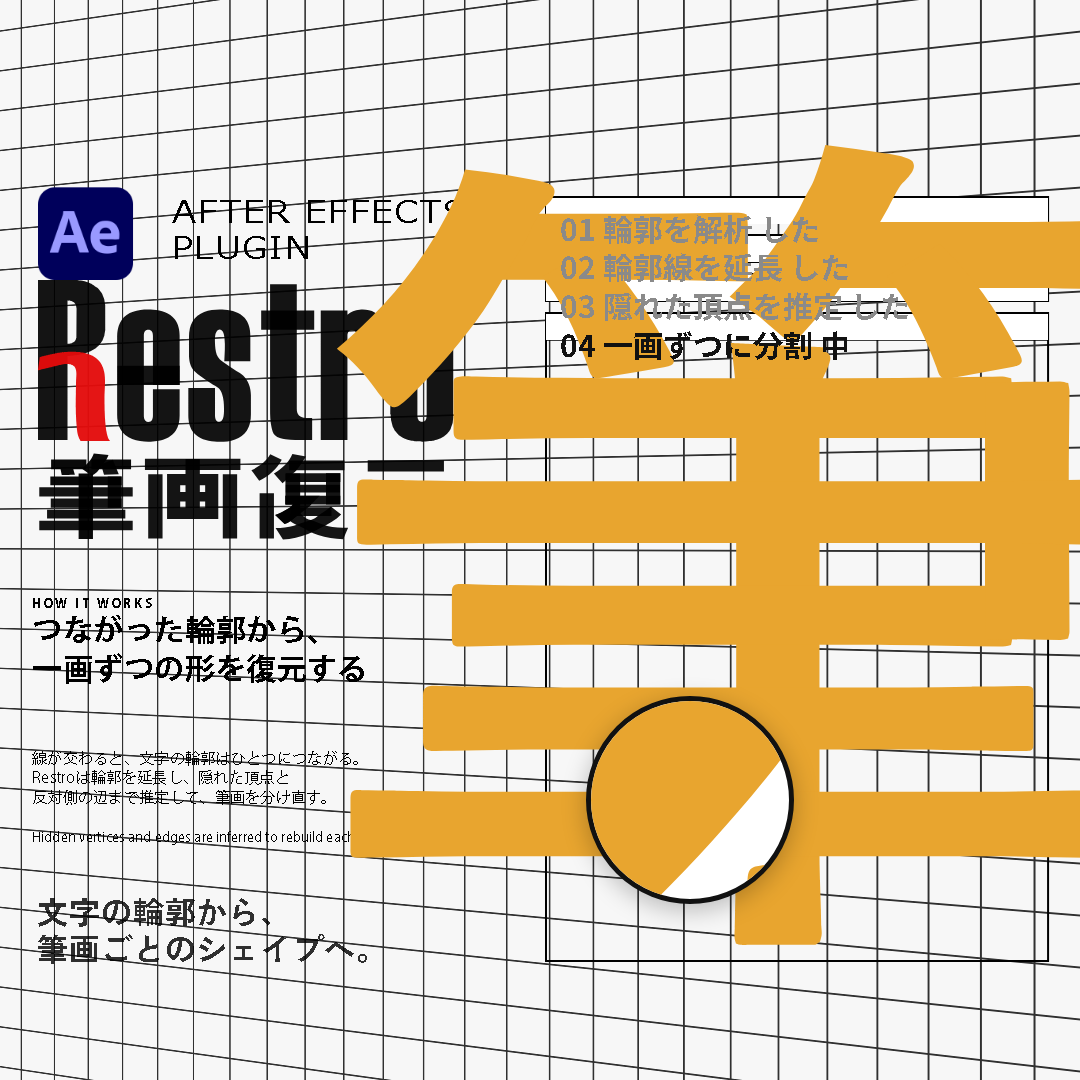 Ae
AFTER EFFECTS
PLUGIN
Restro
筆画復
01 輪郭を解析 した
02 輪郭線を延長 した
03 隠れた頂点を推定 した
04 一画ずつに分割 中
筆
HOW IT WORKS
つながった輪郭から、
一画ずつの形を復元する
線が交わると、文字の輪郭はひとつにつながる。
Restroは輪郭を延長し、隠れた頂点と
反対側の辺まで推定して、筆画を分け直す。
Hidden vertices and edges are inferred to rebuild each
文字の輪郭から、
筆画ごとのシェイプへ。